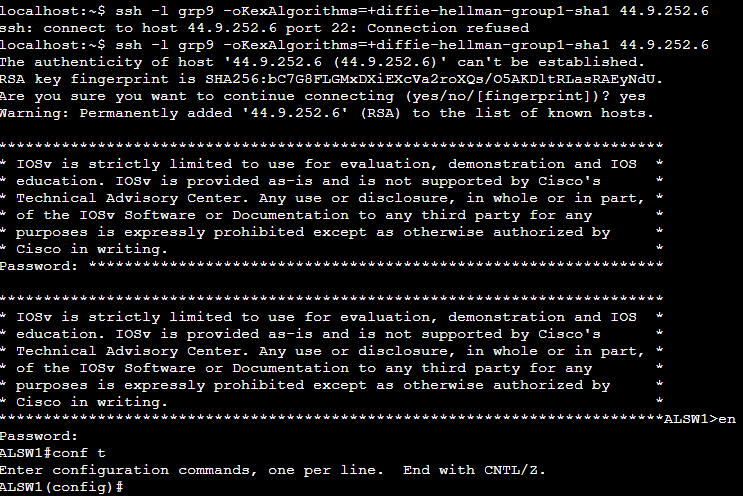 localhost:~$ ssh -l grp9 -oKexAlgorithms=+diffie-hellman-group1-sha1 44.9.252.6
ssh: connect to host 44.9.252.6 port 22: Connection refused
localhost:~$ ssh -l grp9 -oKexAlgorithms=+diffie-hellman-group1-sha1 44.9.252.6
The authenticity of host '44.9.252.6 (44.9.252.6)' can't be established.
RSA key fingerprint is SHA256:bC7G8FLGMxDXiEXcVa2roXQs/O5AKDltRLasRAEyNdU.
Are you sure you want to continue connecting (yes/no/[fingerprint])? yes
Warning: Permanently added '44.9.252.6' (RSA) to the list of known hosts.

**************************************************************************
* IOSv is strictly limited to use for evaluation, demonstration and IOS  *
* education. IOSv is provided as-is and is not supported by Cisco's      *
* Technical Advisory Center. Any use or disclosure, in whole or in part, *
* of the IOSv Software or Documentation to any third party for any       *
* purposes is expressly prohibited except as otherwise authorized by     *
* Cisco in writing.                                                      *
Password: ****************************************************************

**************************************************************************
* IOSv is strictly limited to use for evaluation, demonstration and IOS  *
* education. IOSv is provided as-is and is not supported by Cisco's      *
* Technical Advisory Center. Any use or disclosure, in whole or in part, *
* of the IOSv Software or Documentation to any third party for any       *
* purposes is expressly prohibited except as otherwise authorized by     *
* Cisco in writing.                                                      *
**************************************************************************ALSW1>en
Password:
ALSW1#conf t
Enter configuration commands, one per line.  End with CNTL/Z.
ALSW1(config)#